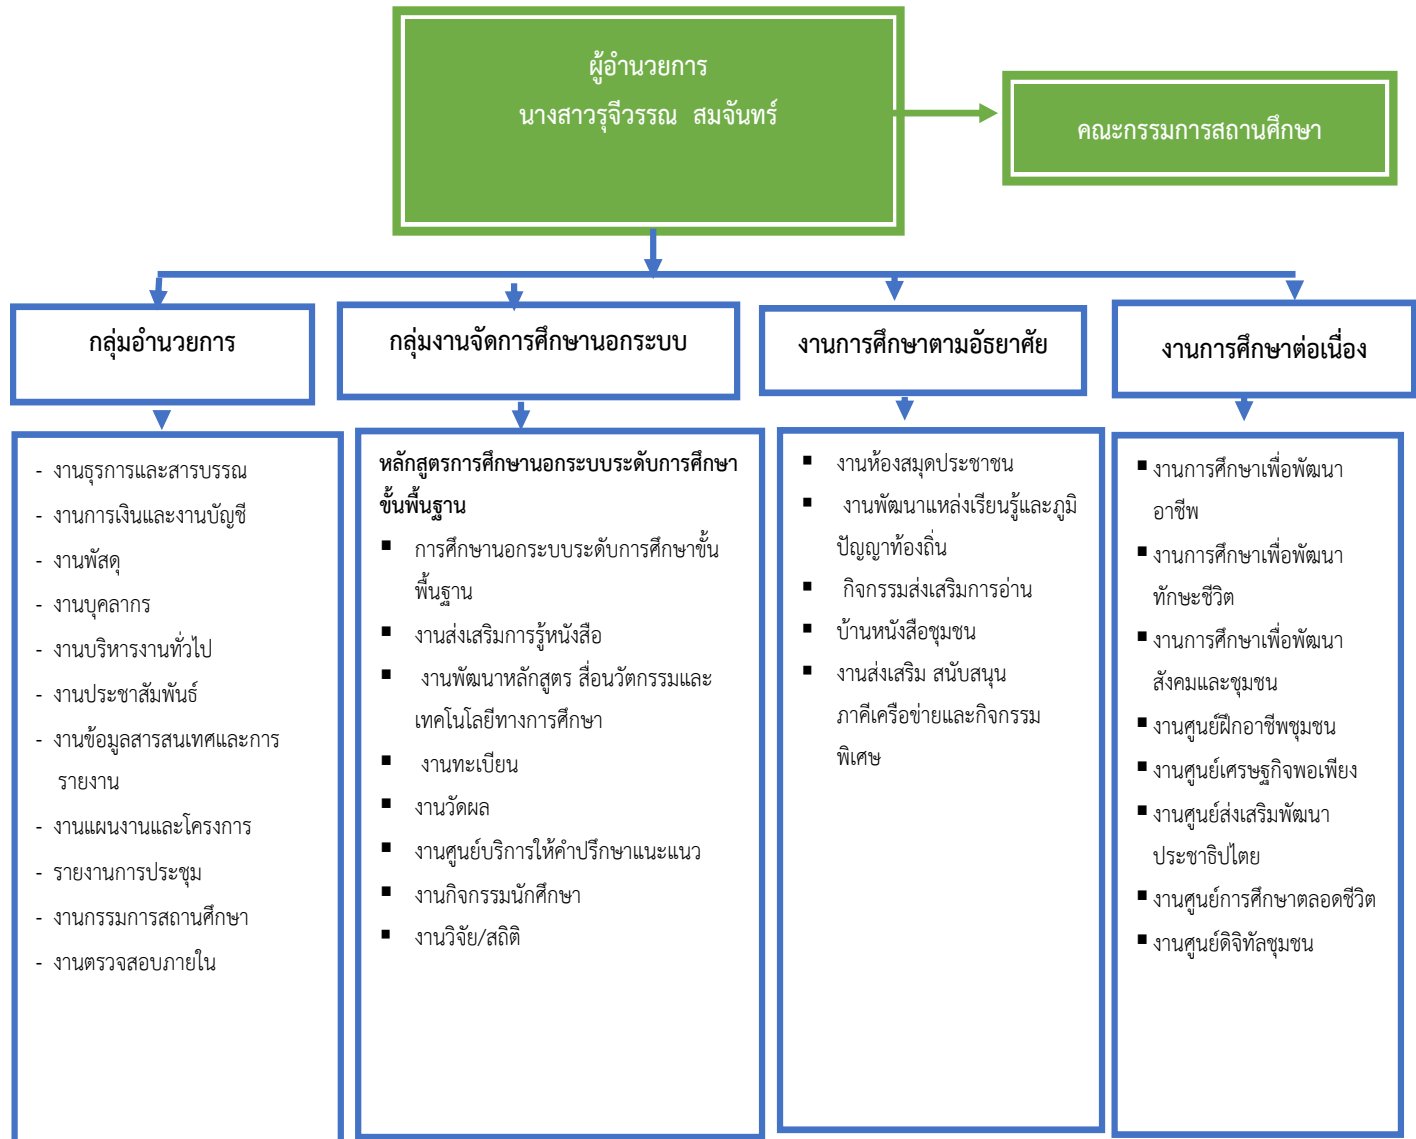 ผู้อำนวยการ
นางสาวรุจีวรรณ สมจันทร์
คณะกรรมการสถานศึกษา
กลุ่มอำนวยการ
กลุ่มงานจัดการศึกษานอกระบบ
งานการศึกษาตามอัธยาศัย
งานการศึกษาต่อเนื่อง
- งานธุรการและสารบรรณ
- งานการเงินและงานบัญชี
- งานพัสดุ
- งานบุคลากร
- งานบริหารงานทั่วไป
- งานประชาสัมพันธ์
- งานข้อมูลสารสนเทศและการ
รายงาน
- งานแผนงานและโครงการ
- รายงานการประชุม
- งานกรรมการสถานศึกษา
- งานตรวจสอบภายใน
หลักสูตรการศึกษานอกระบบระดับการศึกษา
ขั้นพื้นฐาน
▪ การศึกษานอกระบบระดับการศึกษาขั้น
พื้นฐาน
▪ งานส่งเสริมการรู้หนังสือ
▪ งานพัฒนาหลักสูตร สื่อนวัตกรรมและ
เทคโนโลยีทางการศึกษา
▪ งานทะเบียน
▪ งานวัดผล
▪ งานศูนย์บริการให้คำปรึกษาแนะแนว
▪ งานกิจกรรมนักศึกษา
▪ งานวิจัย/สถิติ
▪ งานห้องสมุดประชาชน
▪ งานพัฒนาแหล่งเรียนรู้และภูมิ
ปัญญาท้องถิ่น
▪ กิจกรรมส่งเสริมการอ่าน
▪ บ้านหนังสือชุมชน
▪ งานส่งเสริม สนับสนุน
ภาคีเครือข่ายและกิจกรรม
พิเศษ
▪ งานการศึกษาเพื่อพัฒนา
อาชีพ
▪ งานการศึกษาเพื่อพัฒนา
ทักษะชีวิต
▪ งานการศึกษาเพื่อพัฒนา
สังคมและชุมชน
▪ งานศูนย์ฝึกอาชีพชุมชน
▪ งานศูนย์เศรษฐกิจพอเพียง
▪ งานศูนย์ส่งเสริมพัฒนา
ประชาธิปไตย
▪ งานศูนย์การศึกษาตลอดชีวิต
▪ งานศูนย์ดิจิทัลชุมชน